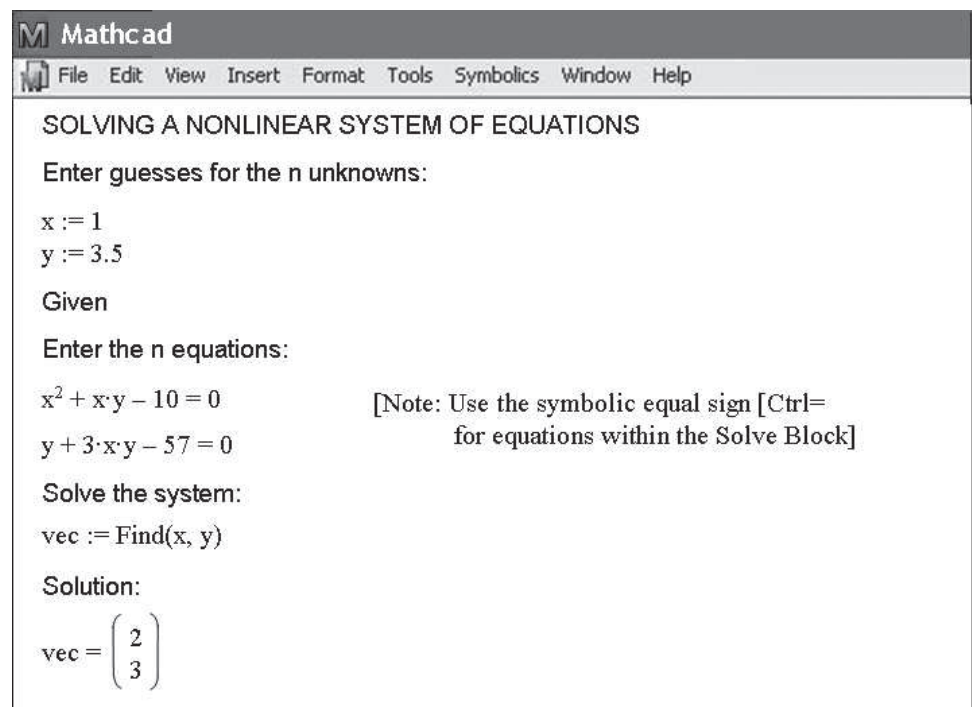 Mathcad
File Edit View Insert Format Tools Symbolics Window Help
SOLVING A NONLINEAR SYSTEM OF EQUATIONS
Enter guesses for the n unknowns:
x := 1
y := 3.5
Given
Enter the n equations:
x² + x·y – 10 = 0
[Note: Use the symbolic equal sign [Ctrl=
y + 3·x·y – 57 = 0
for equations within the Solve Block]
Solve the system:
vec := Find(x, y)
Solution:
vec = (2
3)